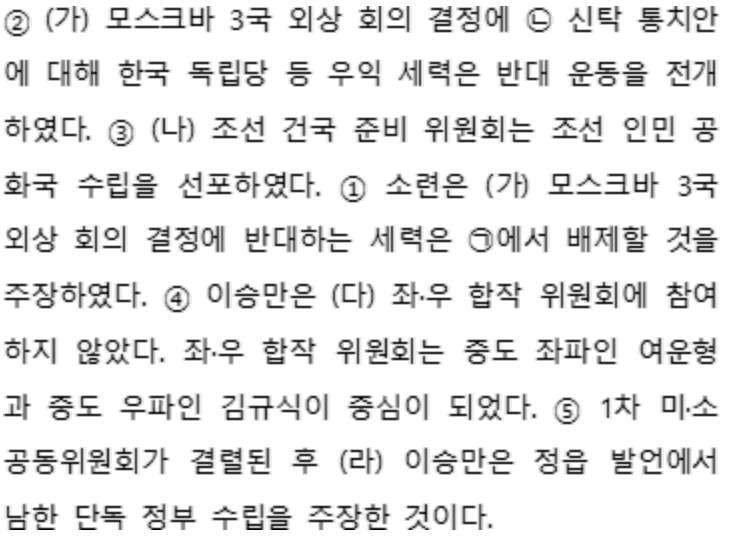 ② (가) 모스크바 3국 외상 회의 결정에 ㉡ 신탁 통치안
에 대해 한국 독립당 등 우익 세력은 반대 운동을 전개
하였다. ③ (나) 조선 건국 준비 위원회는 조선 인민 공
화국 수립을 선포하였다. ① 소련은 (가) 모스크바 3국
외상 회의 결정에 반대하는 세력은 ㉠에서 배제할 것을
주장하였다. ④ 이승만은 (다) 좌·우 합작 위원회에 참여
하지 않았다. 좌·우 합작 위원회는 중도 좌파인 여운형
과 중도 우파인 김규식이 중심이 되었다. ⑤ 1차 미·소
공동위원회가 결렬된 후 (라) 이승만은 정읍 발언에서
남한 단독 정부 수립을 주장한 것이다.